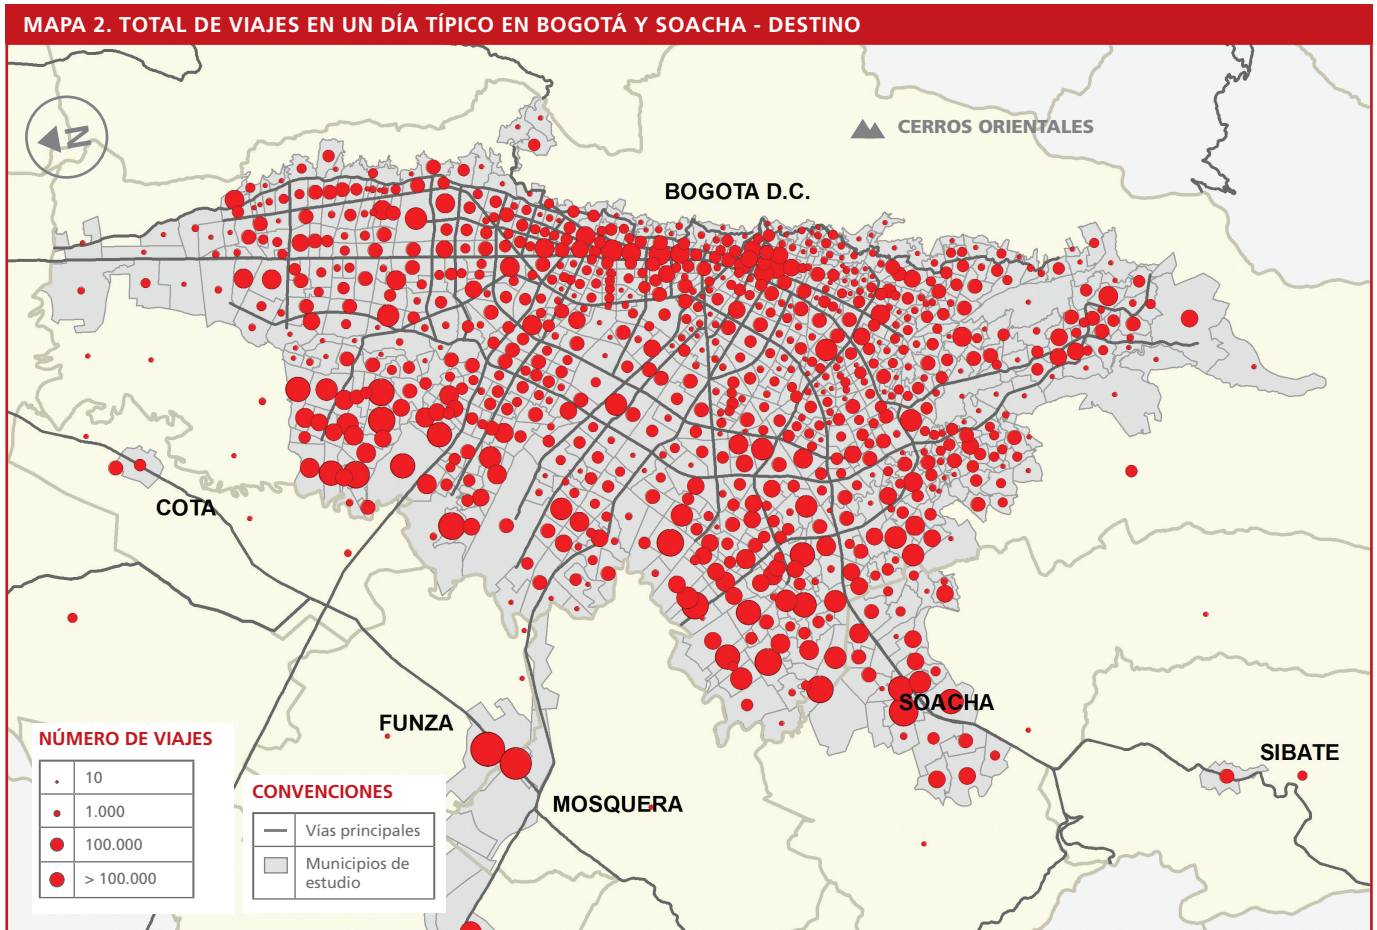 MAPA 2. TOTAL DE VIAJES EN UN DÍA TÍPICO EN BOGOTÁ Y SOACHA - DESTINO
N
CERROS ORIENTALES
BOGOTA D.C.
COTA
SOACHA
FUNZA
SIBATE
MOSQUERA
NÚMERO DE VIAJES
10
1.000
100.000
> 100.000
CONVENCIONES
Vías principales
Municipios de
estudio